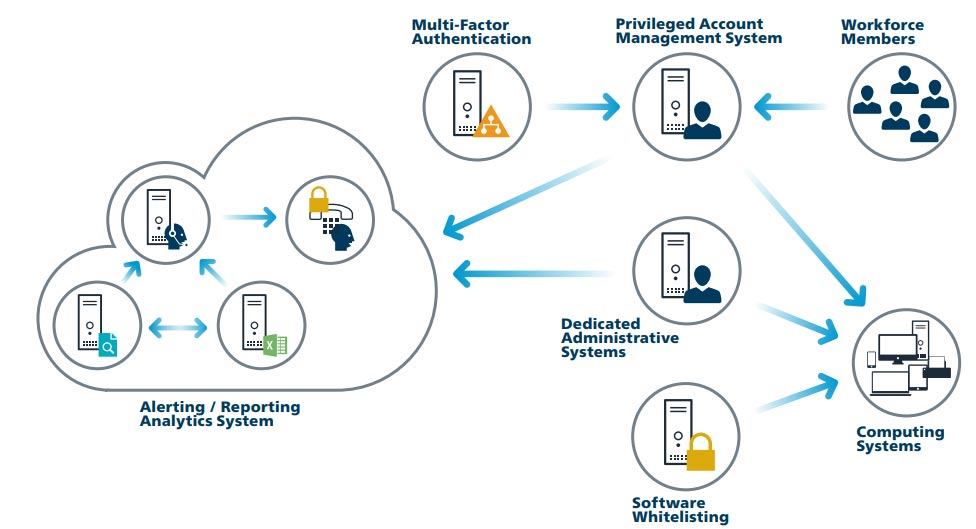 Multi-Factor
Authentication
Privileged Account
Management System
Workforce
Members
Dedicated
Administrative
Systems
X
Alerting / Reporting
Analytics System
Computing
Systems
Software
Whitelisting